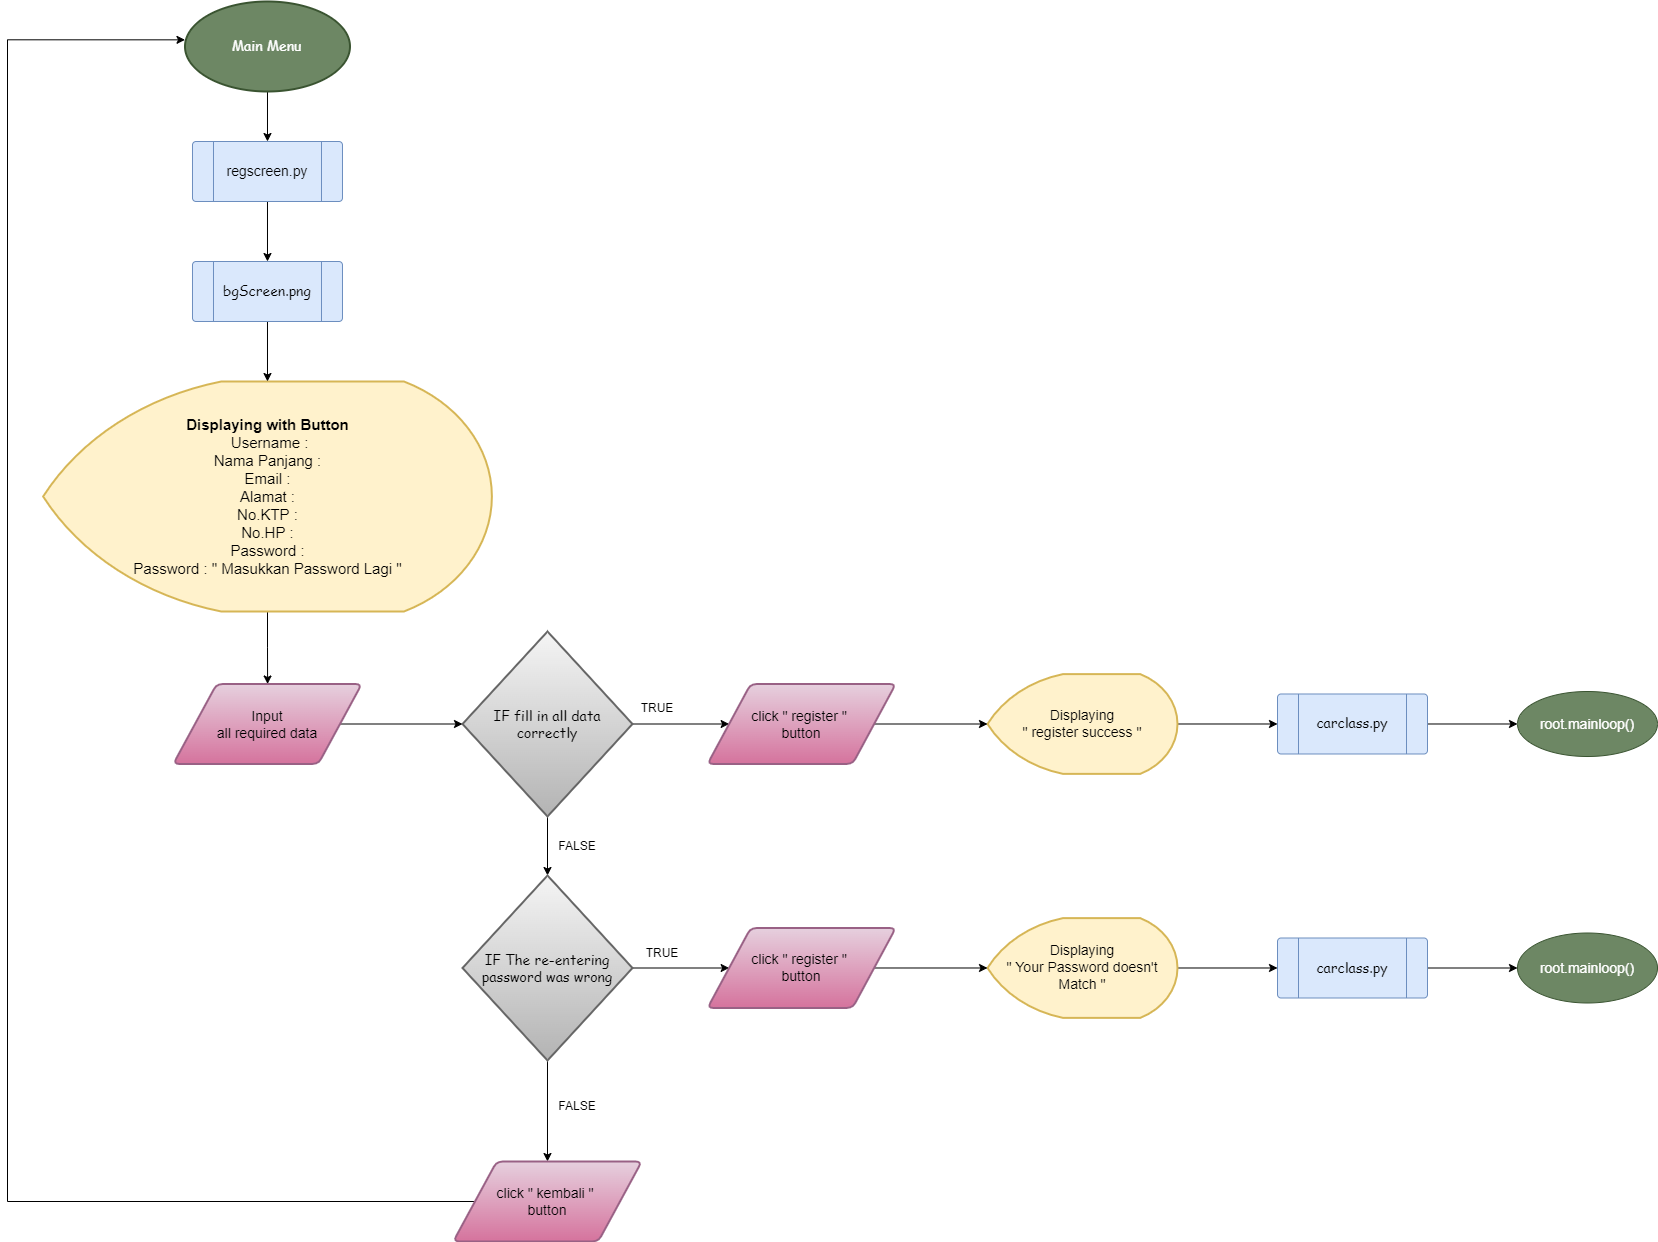 Main Menu
regscreen.py
bgScreen.png
Displaying with Button
Username :
Nama Panjang :
Email :
Alamat :
No.KTP :
No.HP :
Password :
Password : " Masukkan Password Lagi "
Input
all required data
IF fill in all data
correctly
TRUE
click " register "
button
Displaying
" register success "
carclass.py
root.mainloop()
FALSE
IF The re-entering
password was wrong
TRUE
click " register "
button
Displaying
" Your Password doesn't
Match "
carclass.py
root.mainloop()
FALSE
click " kembali "
button